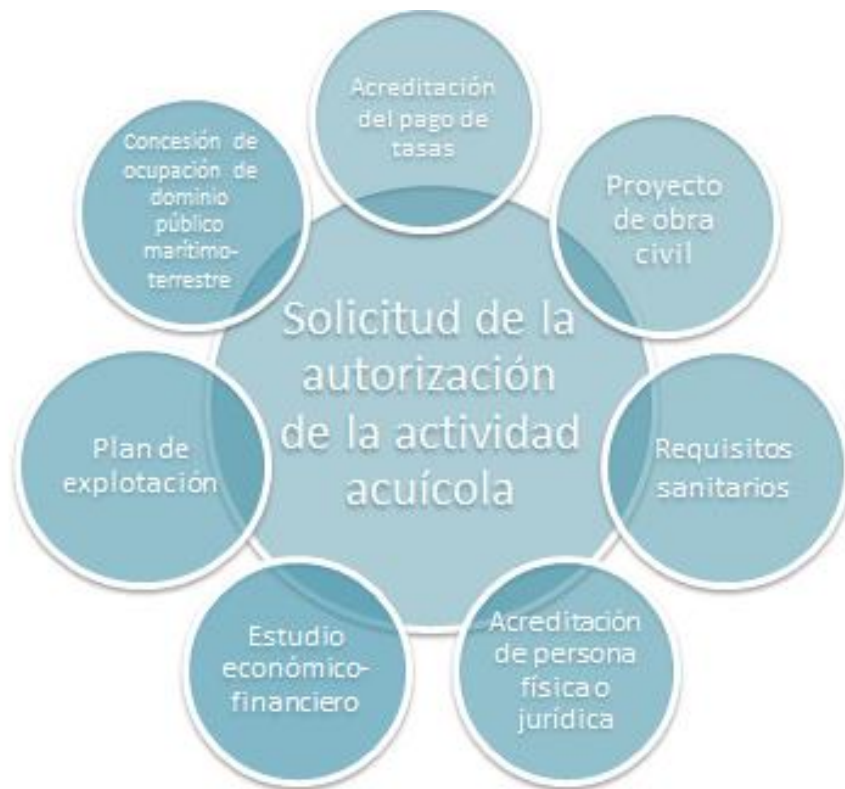 Solicitud de la
autorización
de la actividad
acuícola
Acreditación
del pago de
tasas
Proyecto
de obra
civil
Requisitos
sanitarios
Acreditación
de persona
física o
jurídica
Estudio
económico-
financiero
Plan de
explotación
Concesión de
ocupación de
dominio
público
marítimo-
terrestre